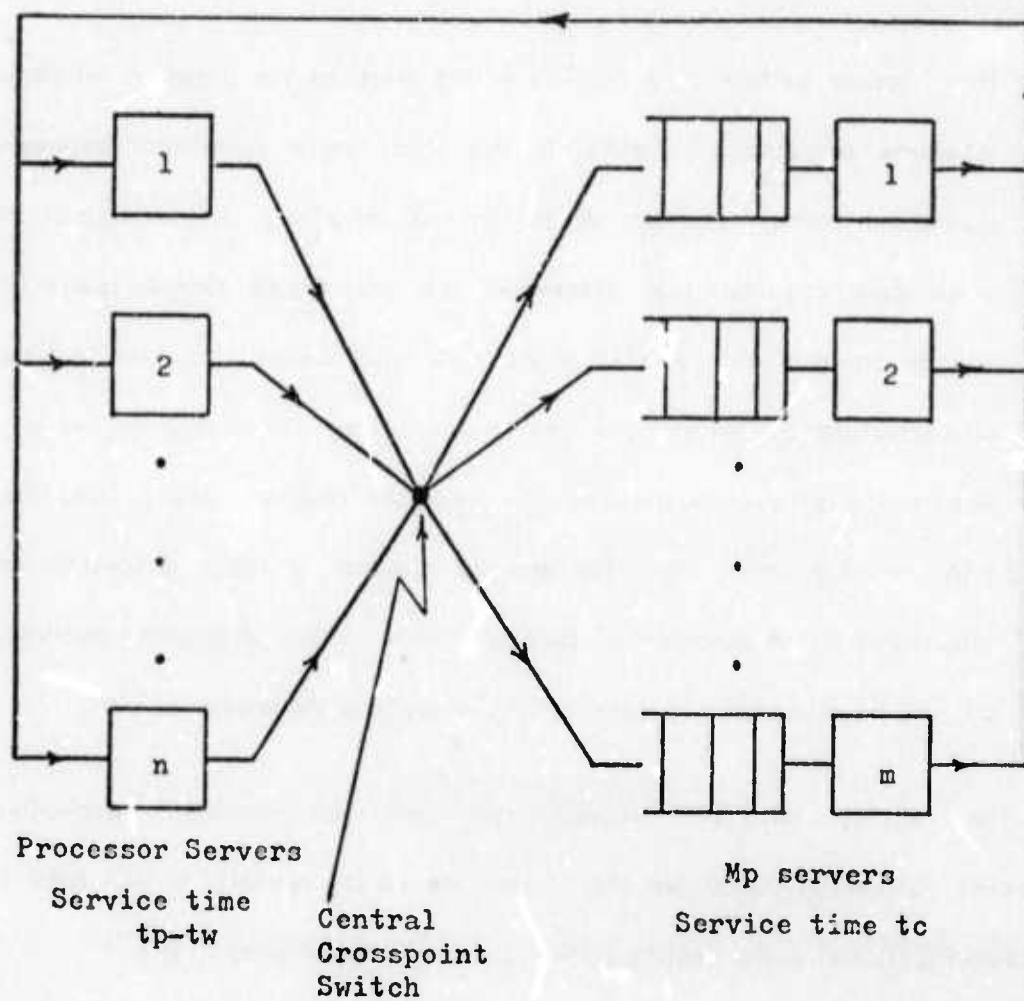 1
1
2
2
n
m
Processor Servers
Service time
tp-tw
Central
Crosspoint
Switch
Mp servers
Service time tc